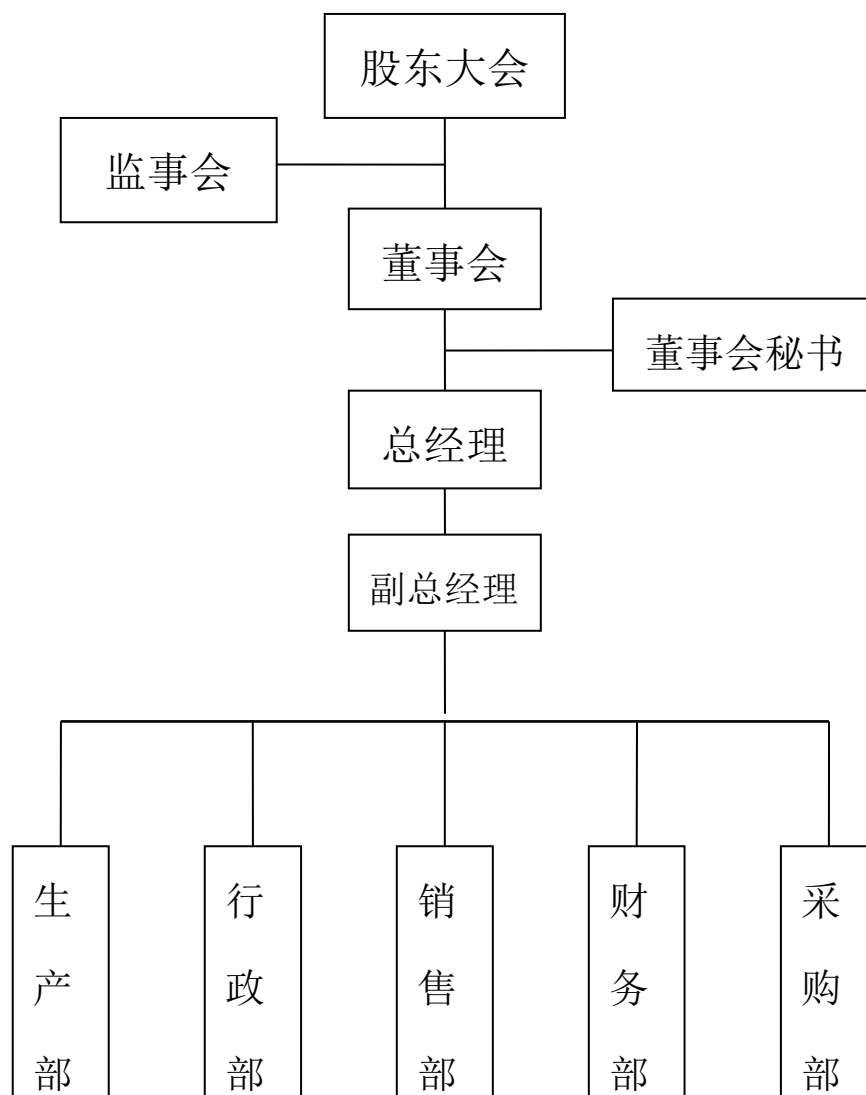 股东大会
监事会
董事会
董事会秘书
总经理
副总经理
生产部
行政部
销售部
财务部
采购部